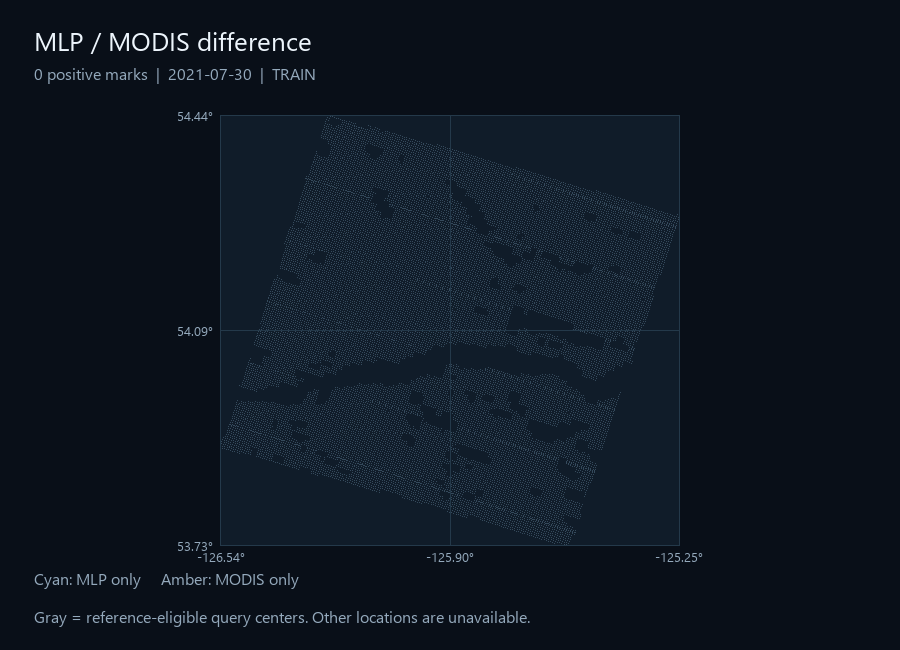 MLP / MODIS difference
0 positive marks | 2021-07-30 | TRAIN
54.44°
54.09°
53.73°
-126.54° -125.90° -125.25°
Cyan: MLP only Amber: MODIS only
Gray = reference-eligible query centers. Other locations are unavailable.